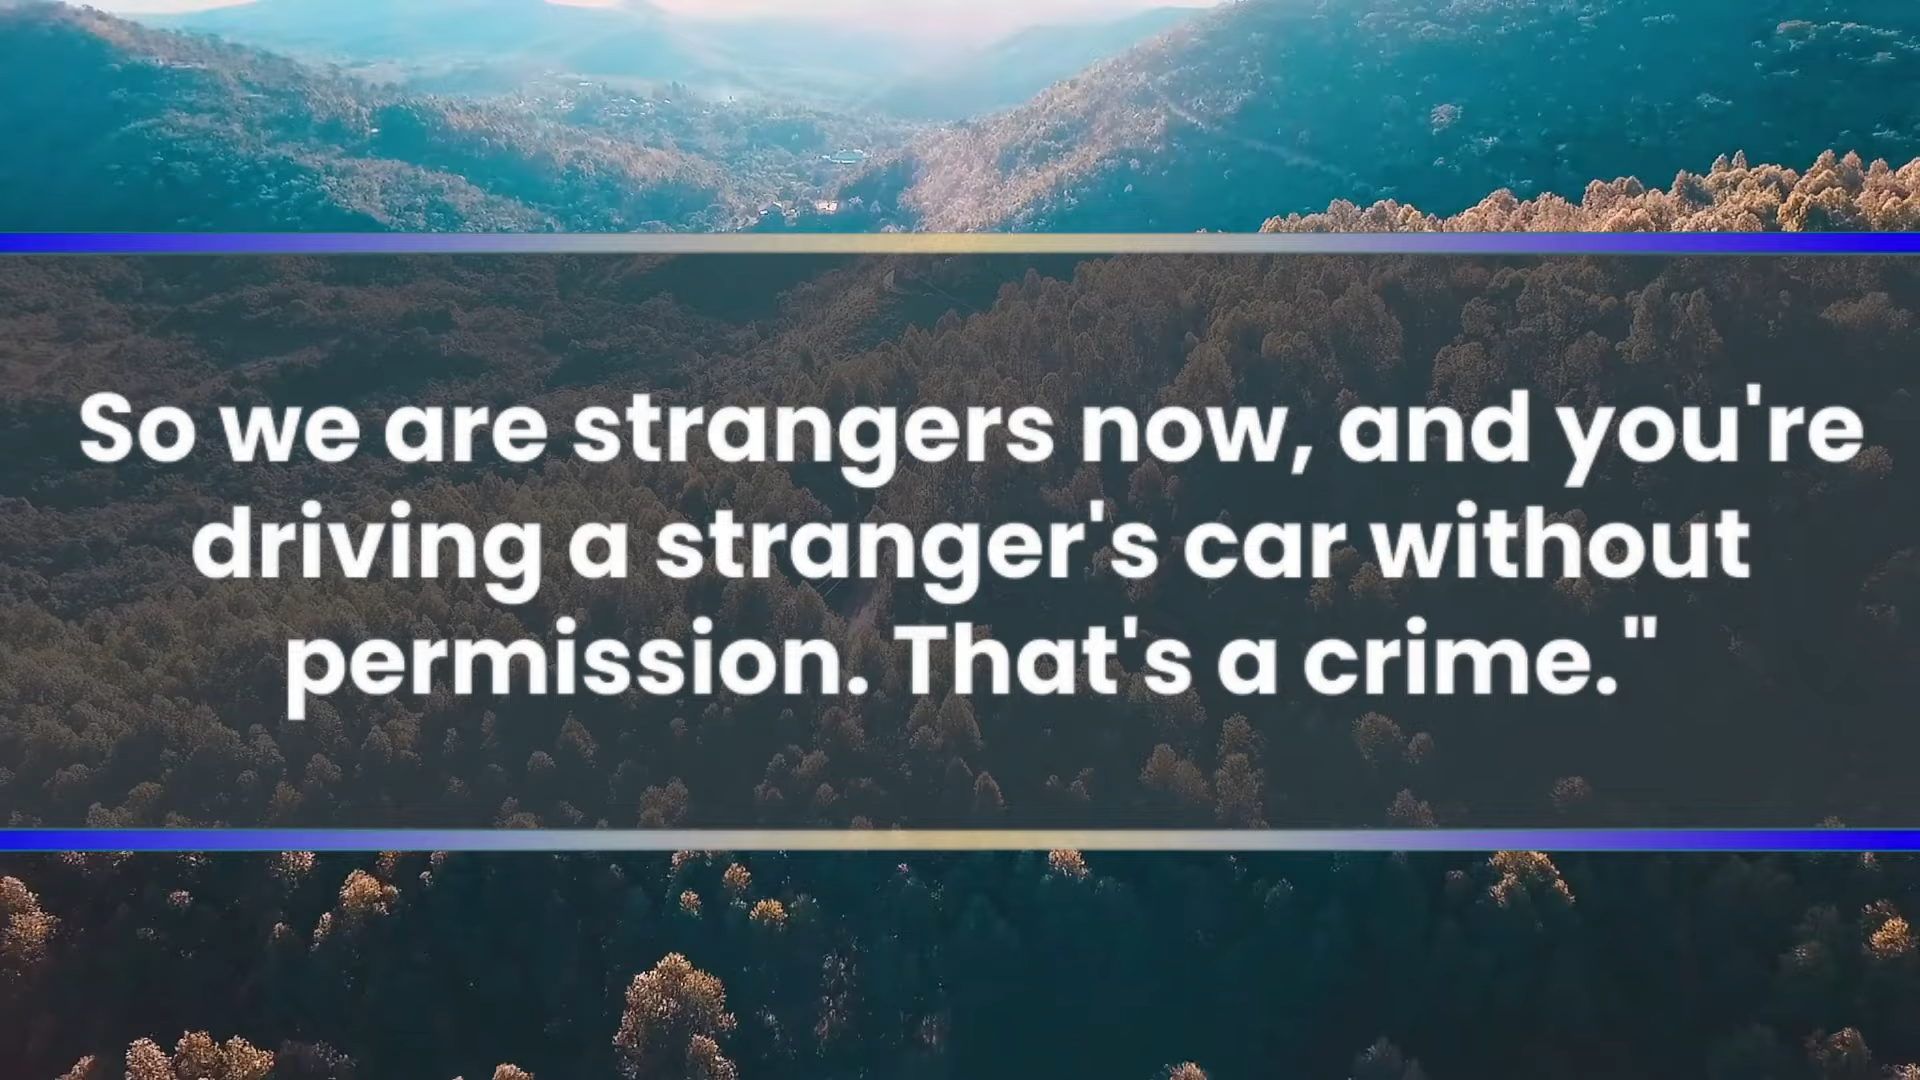 So we are strangers now, and you're
driving a stranger's car without
permission. That's a crime."